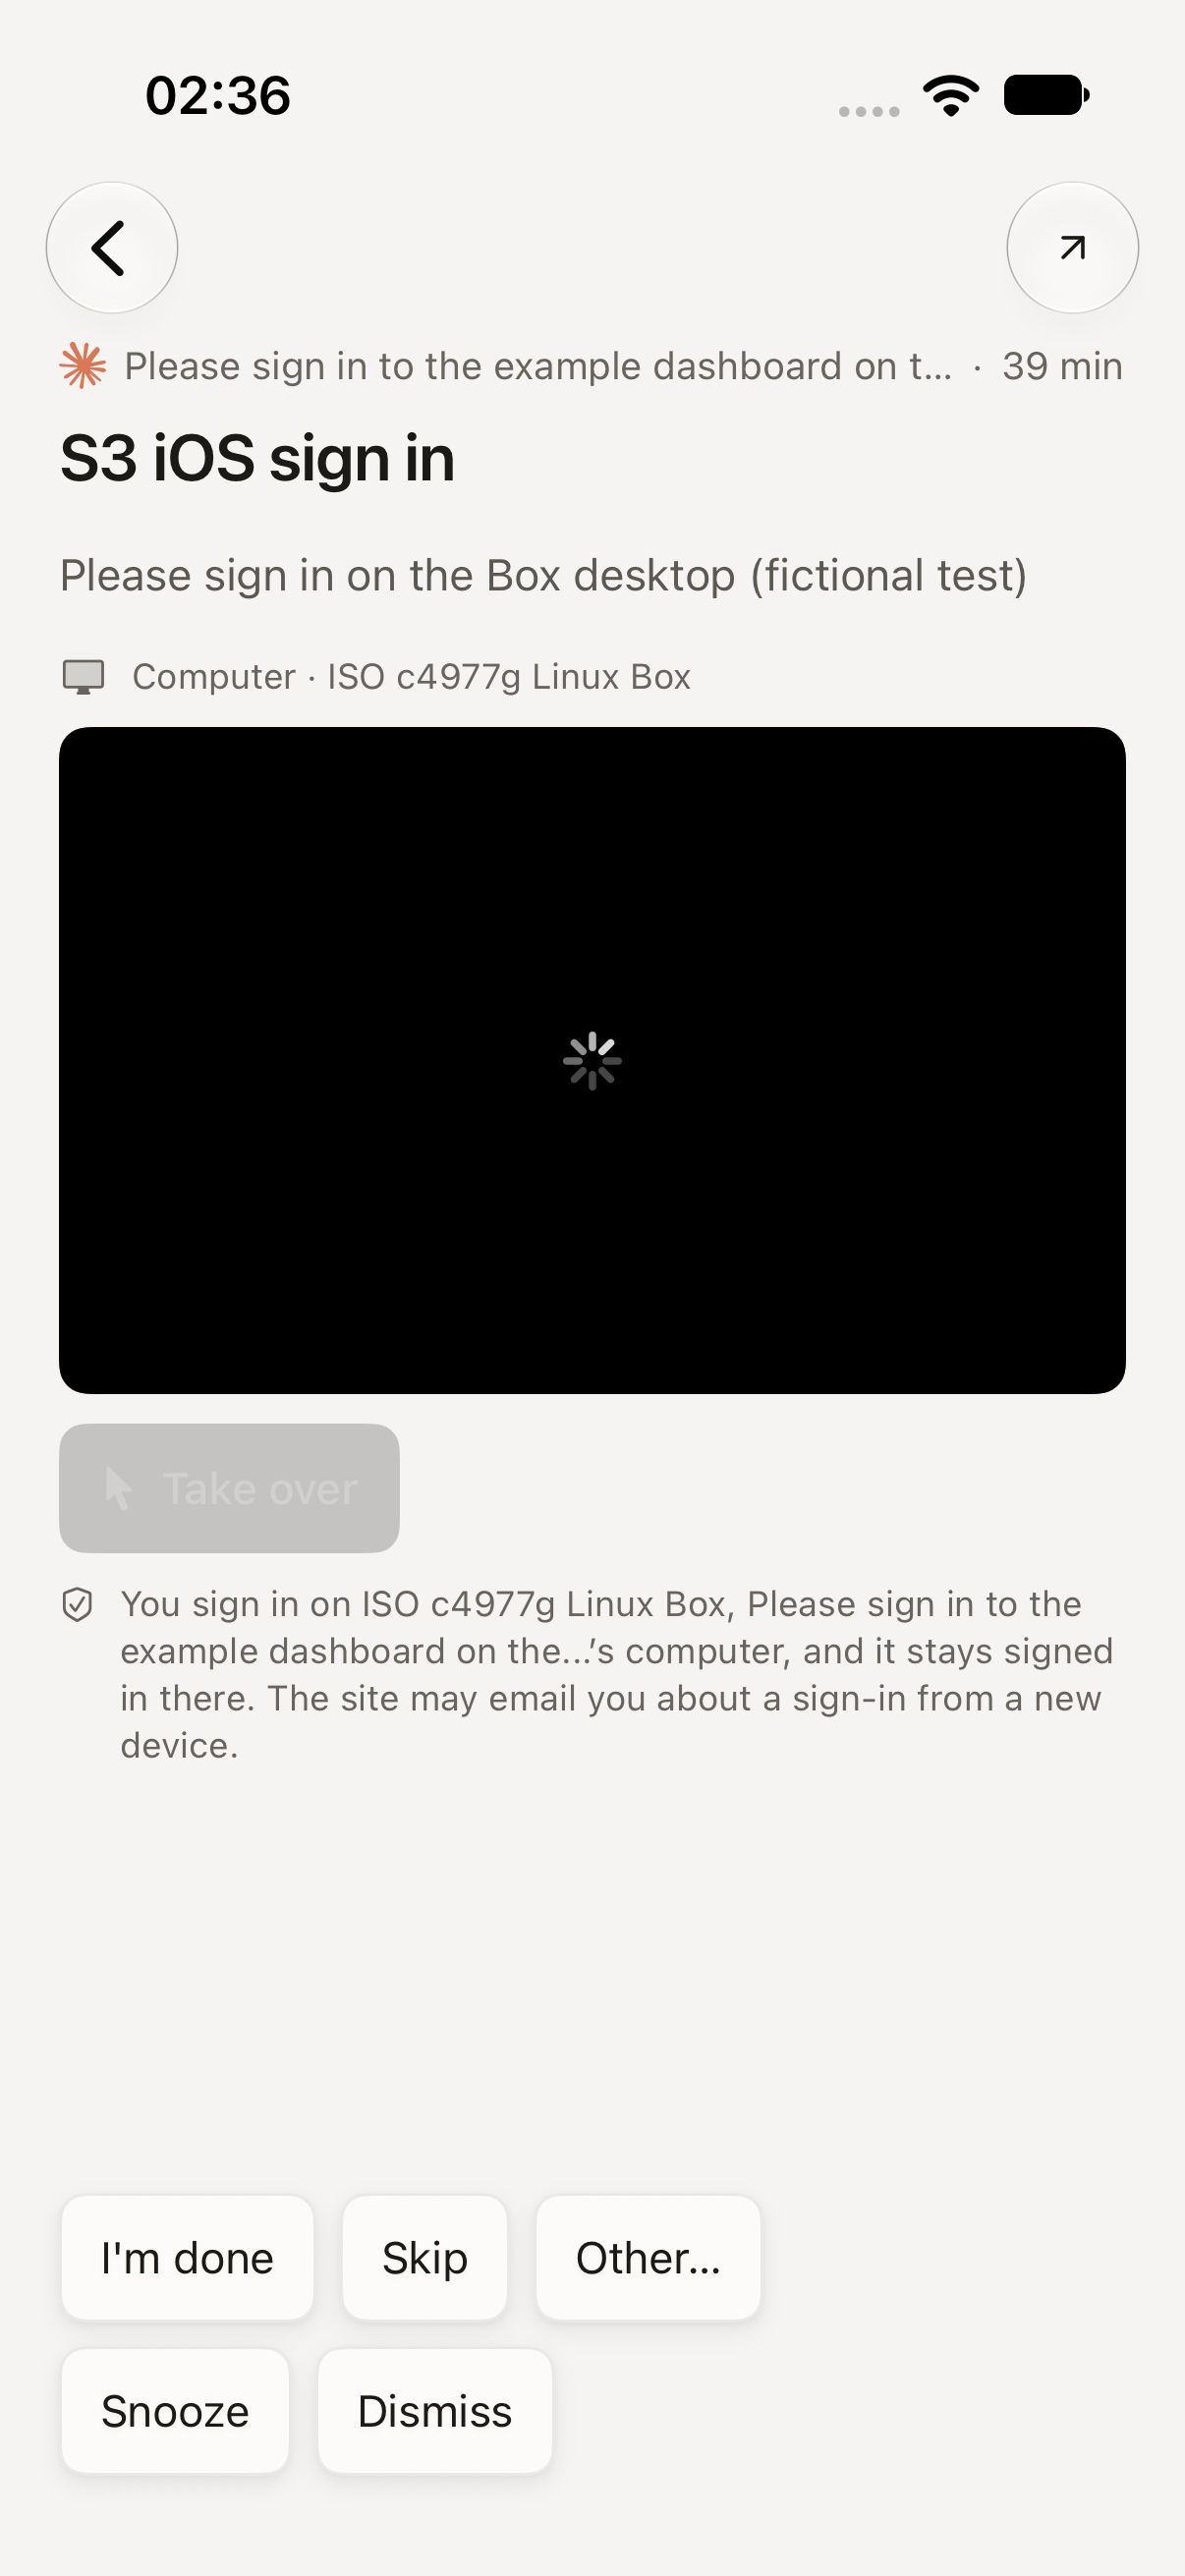 02:36
Please sign in to the example dashboard on t... · 39 min
S3 iOS sign in
Please sign in on the Box desktop (fictional test)
Computer · ISO c4977g Linux Box
Take over
You sign in on ISO c4977g Linux Box, Please sign in to the
example dashboard on the...’s computer, and it stays signed
in there. The site may email you about a sign-in from a new
device.
I'm done
Skip
Other...
Snooze
Dismiss